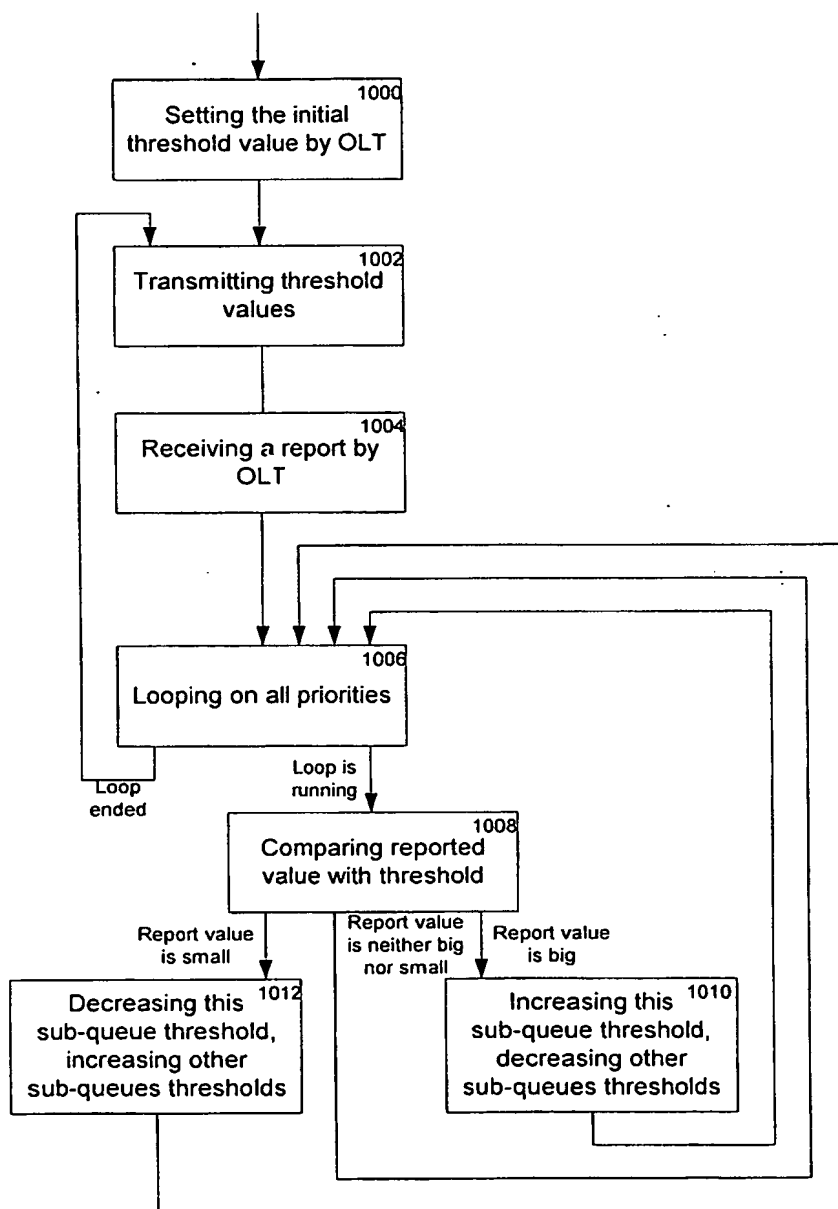 1000
Setting the initial
threshold value by OLT
1002
Transmitting threshold
values
1004
Receiving a report by
OLT
1006
Looping on all priorities
Loop
ended
Loop is
running
1008
Comparing reported
value with threshold
Report value
is small
Report value
is neither big
nor small
Report value
is big
1012
Decreasing this
sub-queue threshold,
increasing other
sub-queues thresholds
1010
Increasing this
sub-queue threshold,
decreasing other
sub-queues thresholds